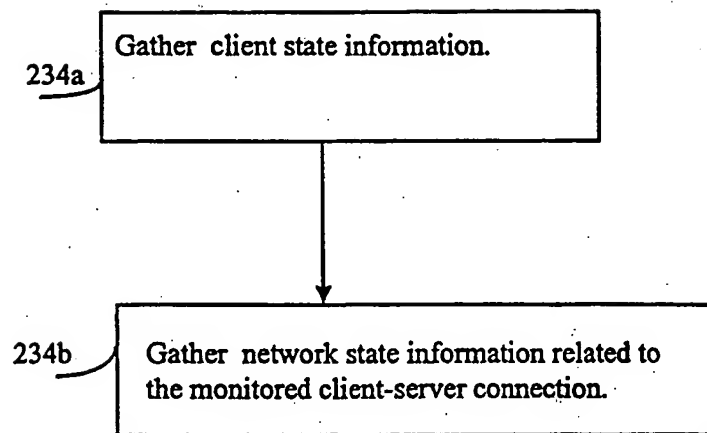 Gather client state information.
234a
234b
Gather network state information related to
the monitored client-server connection.